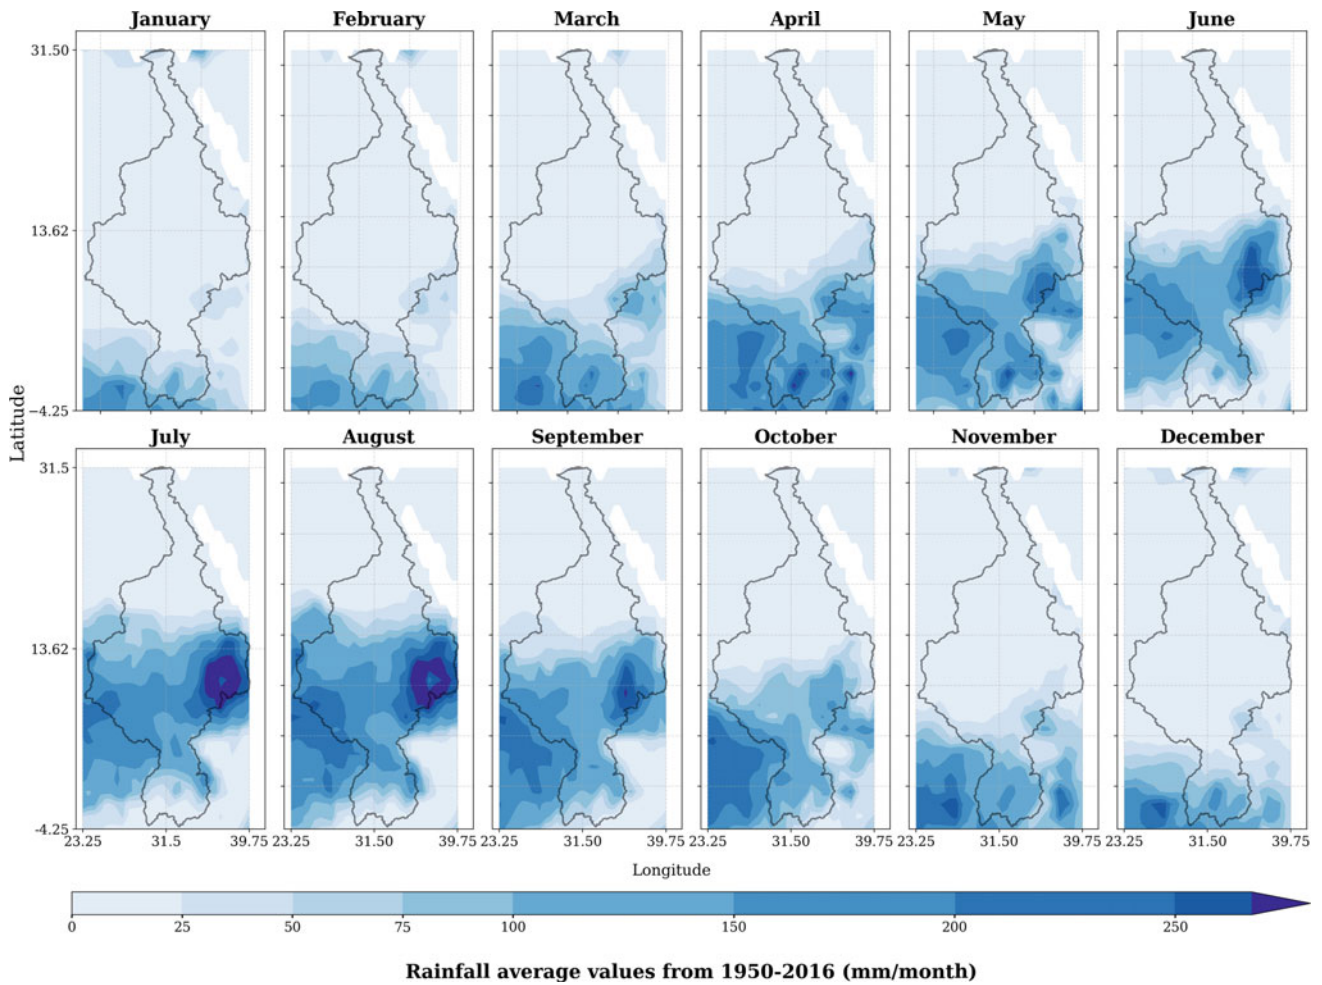 January February March April May June
31.50
13.62
−4.25
Latitude
July August September October November December
31.5
13.62
−4.25
23.25 31.5 39.75 23.25 31.50 39.75 23.25 31.50 39.75 23.25 31.50 39.75 23.25 31.50 39.75 23.25 31.50 39.75
Longitude
0 25 50 75 100 150 200 250
Rainfall average values from 1950-2016 (mm/month)